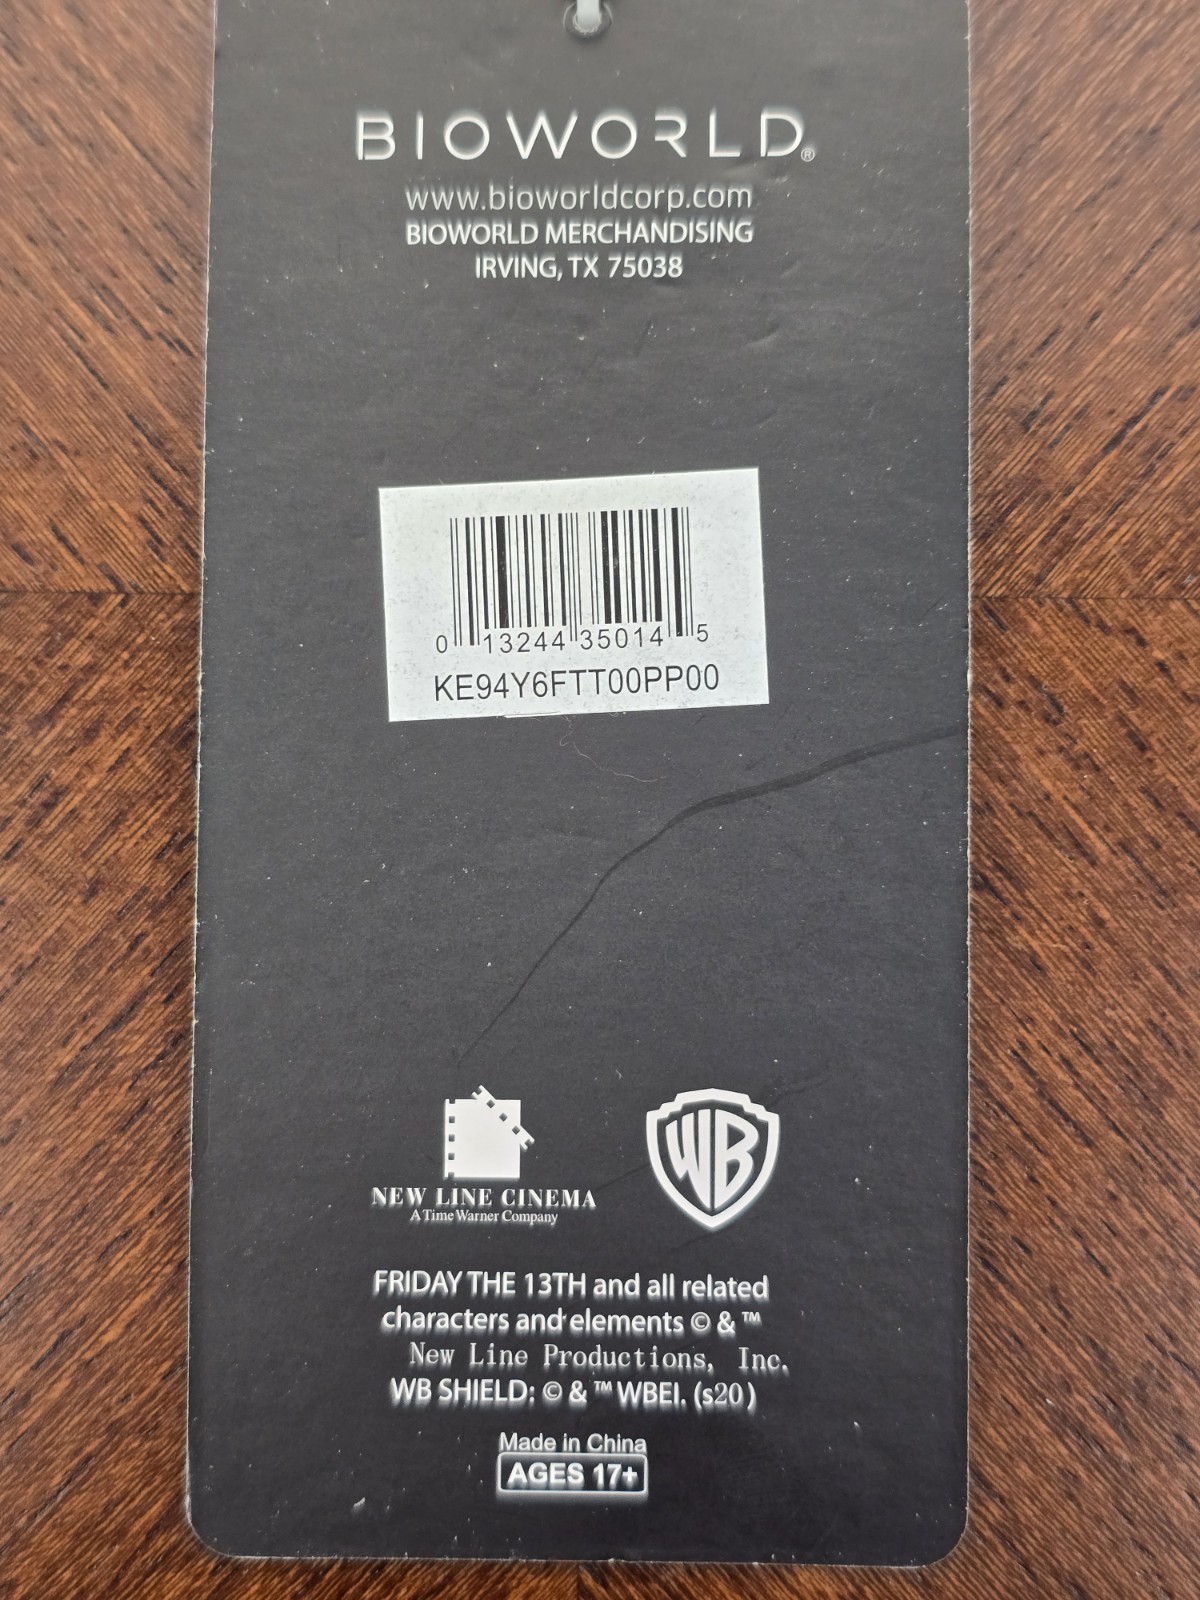 BIOWORLD®
www.bioworldcorp.com
BIOWORLD MERCHANDISING
IRVING, TX 75038
0 13244 35014 5
KE94Y6FTT00PP00
NEW LINE CINEMA
A Time Warner Company
WB
FRIDAY THE 13TH and all related
characters and elements © & ™
New Line Productions, Inc.
WB SHIELD: © & ™ WBEI. (s20)
Made in China
AGES 17+